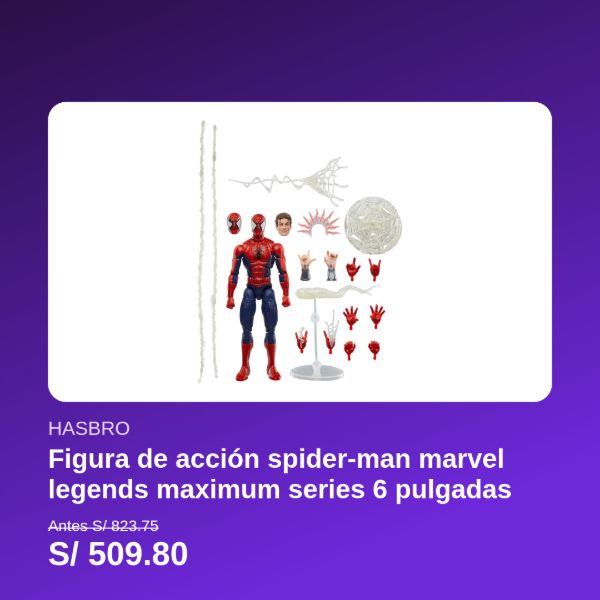 HASBRO
Figura de acción spider-man marvel
legends maximum series 6 pulgadas
Antes S/ 823.75
S/ 509.80